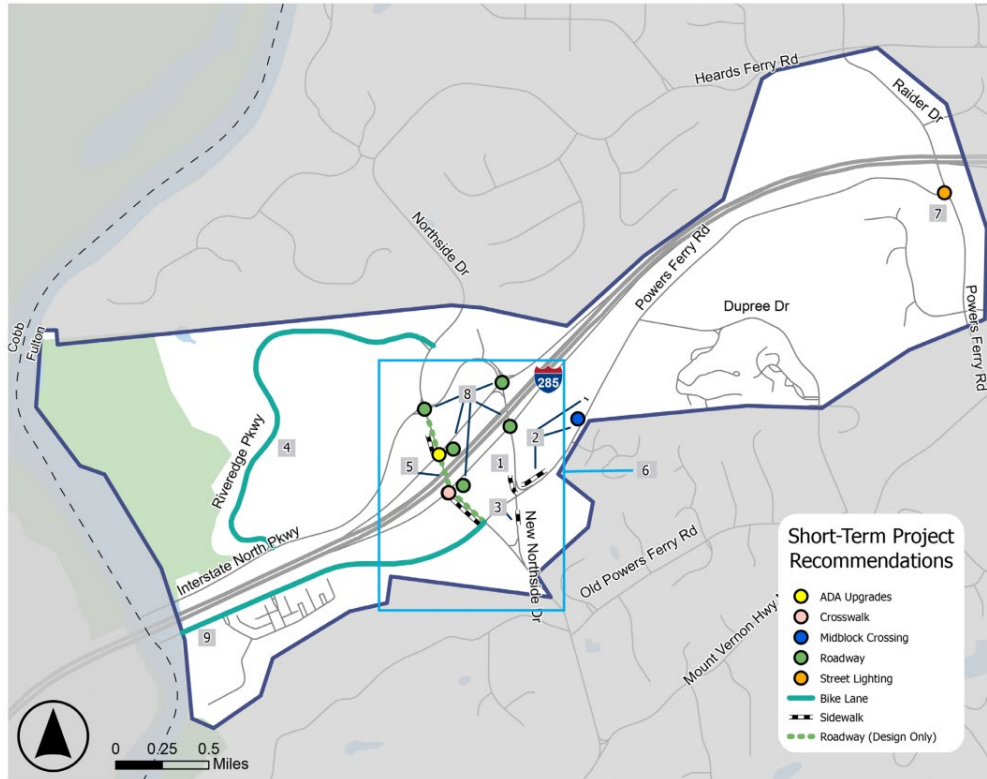 Heards Ferry Rd
Raider Dr
7
Northside Dr
Powers Ferry Rd
Dupree Dr
Powers Ferry Rd
Cobb
Fulton
285
8
Riveredge Pkwy
4
2
5
1
6
3
Interstate North Pkwy
New Northside Dr
Old Powers Ferry Rd
Mount Vernon Hwy
9
Short-Term Project
Recommendations
ADA Upgrades
Crosswalk
Midblock Crossing
Roadway
Street Lighting
Bike Lane
Sidewalk
Roadway (Design Only)
0 0.25 0.5
Miles